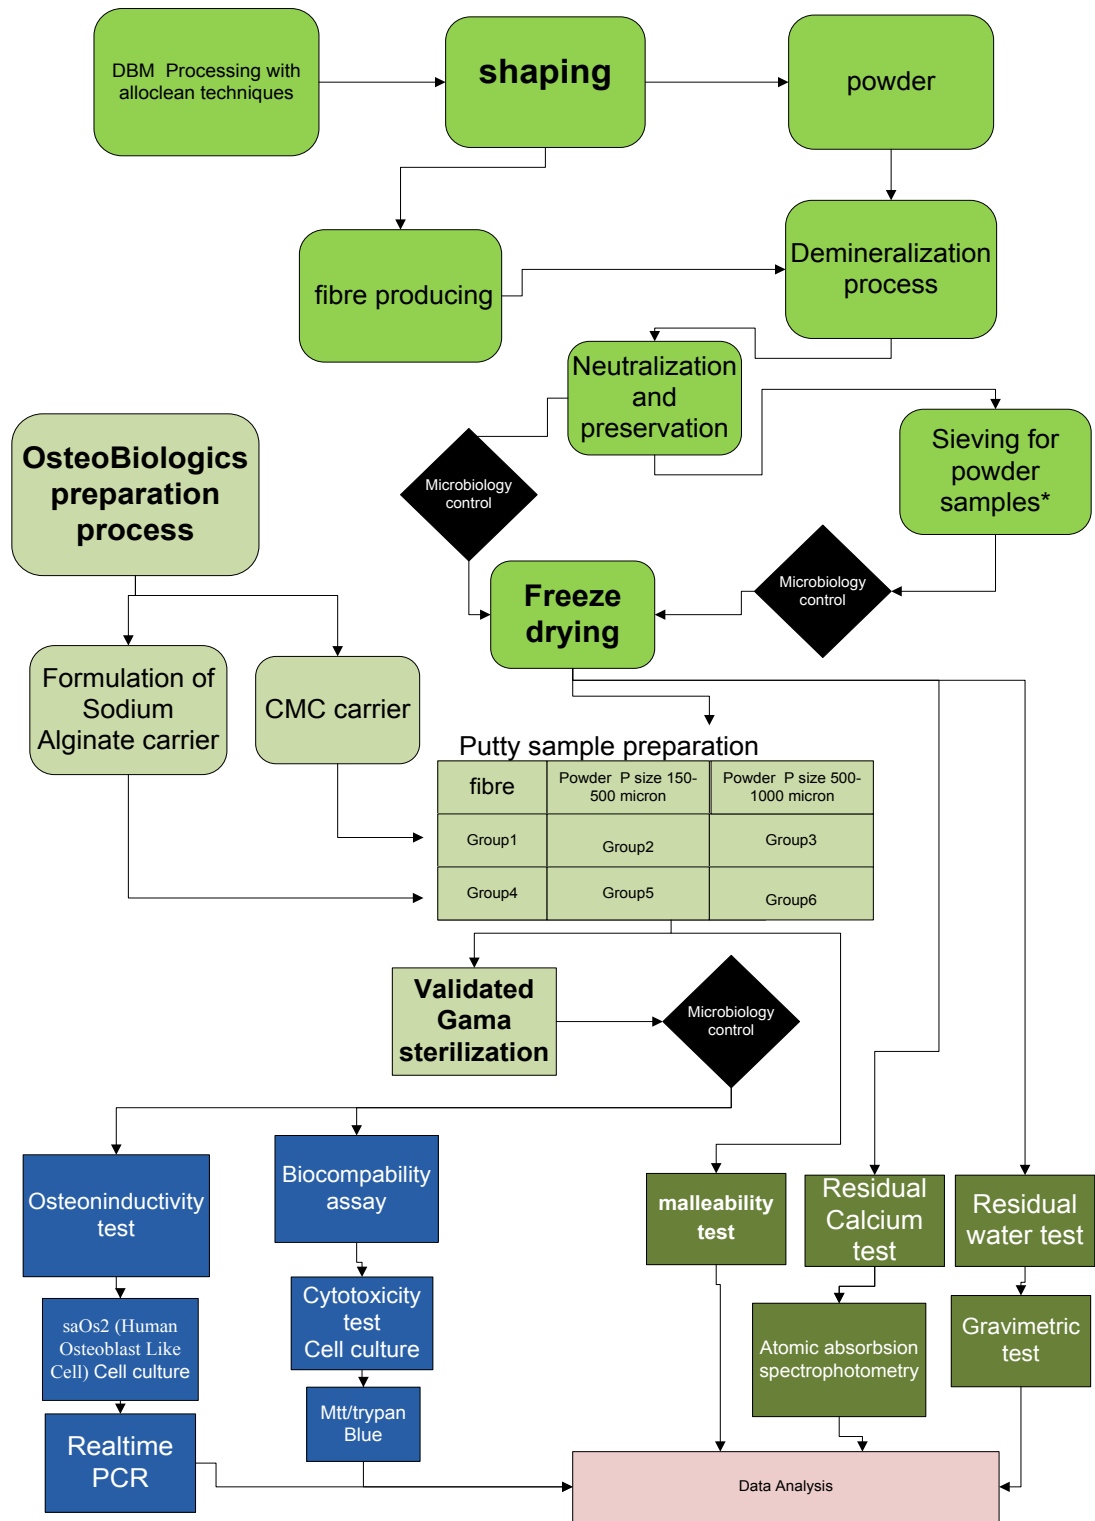 DBM  Processing with
alloclean techniques
shaping
powder
fibre producing
Demineralization
process
Neutralization
and
preservation
Sieving for
powder
samples*
OsteoBiologics
preparation
process
Microbiology
control
Microbiology
control
Freeze
drying
Formulation of
Sodium
Alginate carrier
CMC carrier
Putty sample preparation
fibre
Powder  P size 150-
500 micron
Powder  P size 500-
1000 micron
Group1
Group2
Group3
Group4
Group5
Group6
Validated
Gama
sterilization
Microbiology
control
Osteoninductivity
test
Biocompability
assay
malleability
test
Residual
Calcium
test
Residual
water test
saOs2 (Human
Osteoblast Like
Cell) Cell culture
Cytotoxicity
test
Cell culture
Atomic absorbsion
spectrophotometry
Gravimetric
test
Realtime
PCR
Mtt/trypan
Blue
Data Analysis